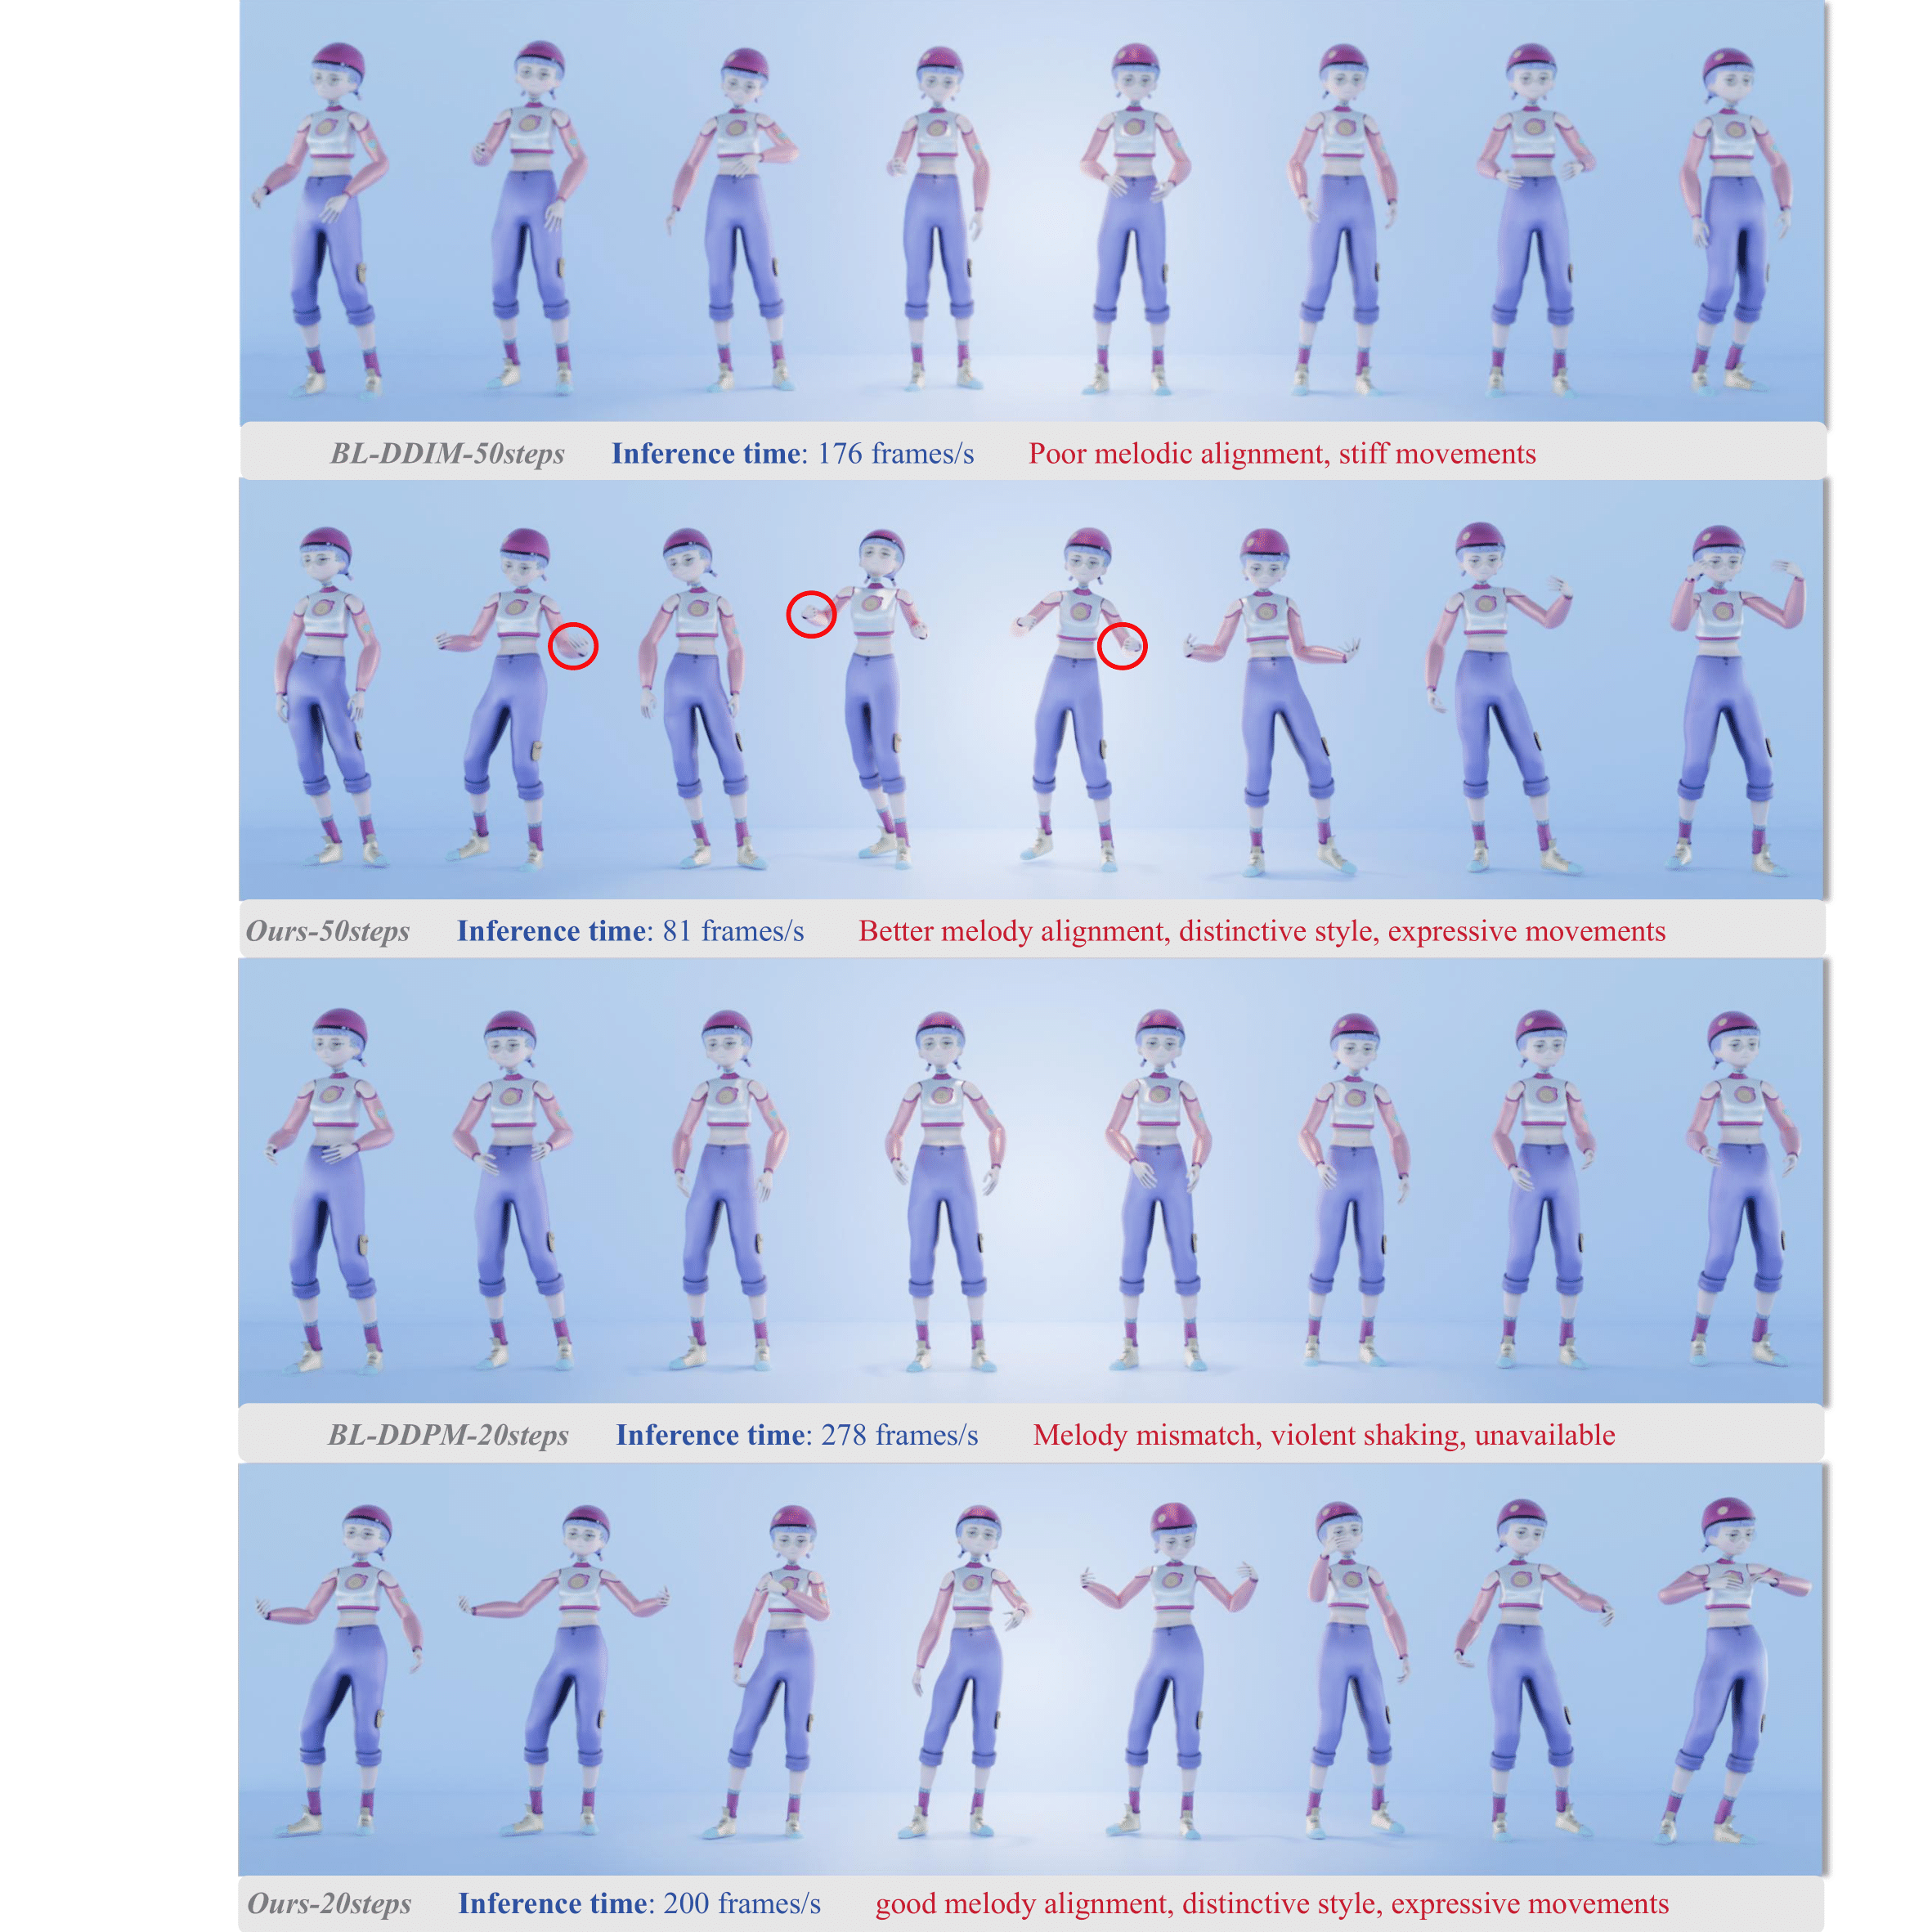 BL-DDIM-50steps Inference time: 176 frames/s Poor melodic alignment, stiff movements
Ours-50steps Inference time: 81 frames/s Better melody alignment, distinctive style, expressive movements
BL-DDPM-20steps Inference time: 278 frames/s Melody mismatch, violent shaking, unavailable
Ours-20steps Inference time: 200 frames/s good melody alignment, distinctive style, expressive movements